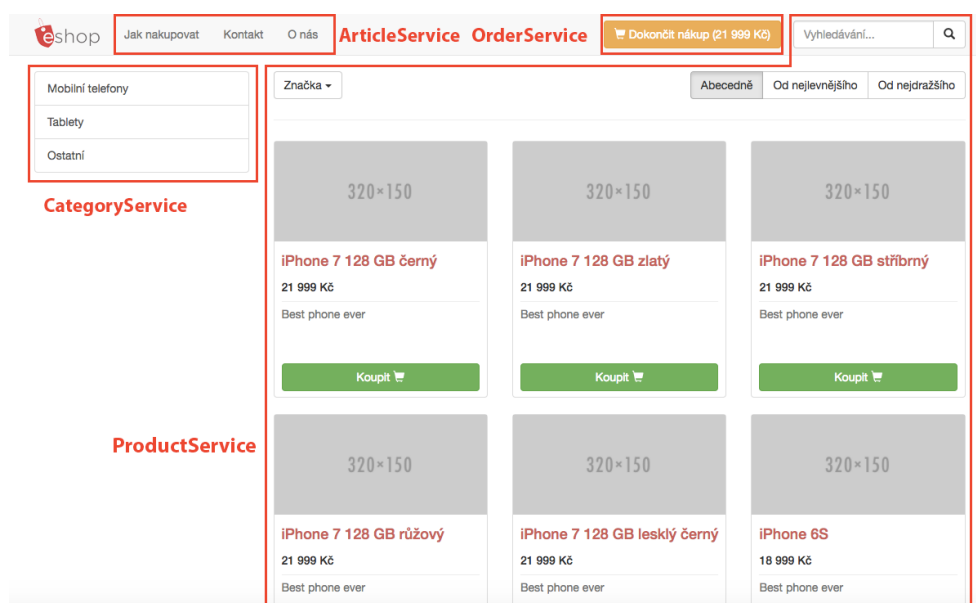 eshop
Jak nakupovat Kontakt O nás ArticleService OrderService Dokončit nákup (21 999 Kč) Vyhledávání...
Mobilní telefony
Tablety
Ostatní
CategoryService
Značka Abecedně Od nejlevnějšího Od nejdražšího
320×150 320×150 320×150
iPhone 7 128 GB černý iPhone 7 128 GB zlatý iPhone 7 128 GB stříbrný
21 999 Kč 21 999 Kč 21 999 Kč
Best phone ever Best phone ever Best phone ever
Koupit Koupit Koupit
ProductService
320×150 320×150 320×150
iPhone 7 128 GB růžový iPhone 7 128 GB lesklý černý iPhone 6S
21 999 Kč 21 999 Kč 18 999 Kč
Best phone ever Best phone ever Best phone ever